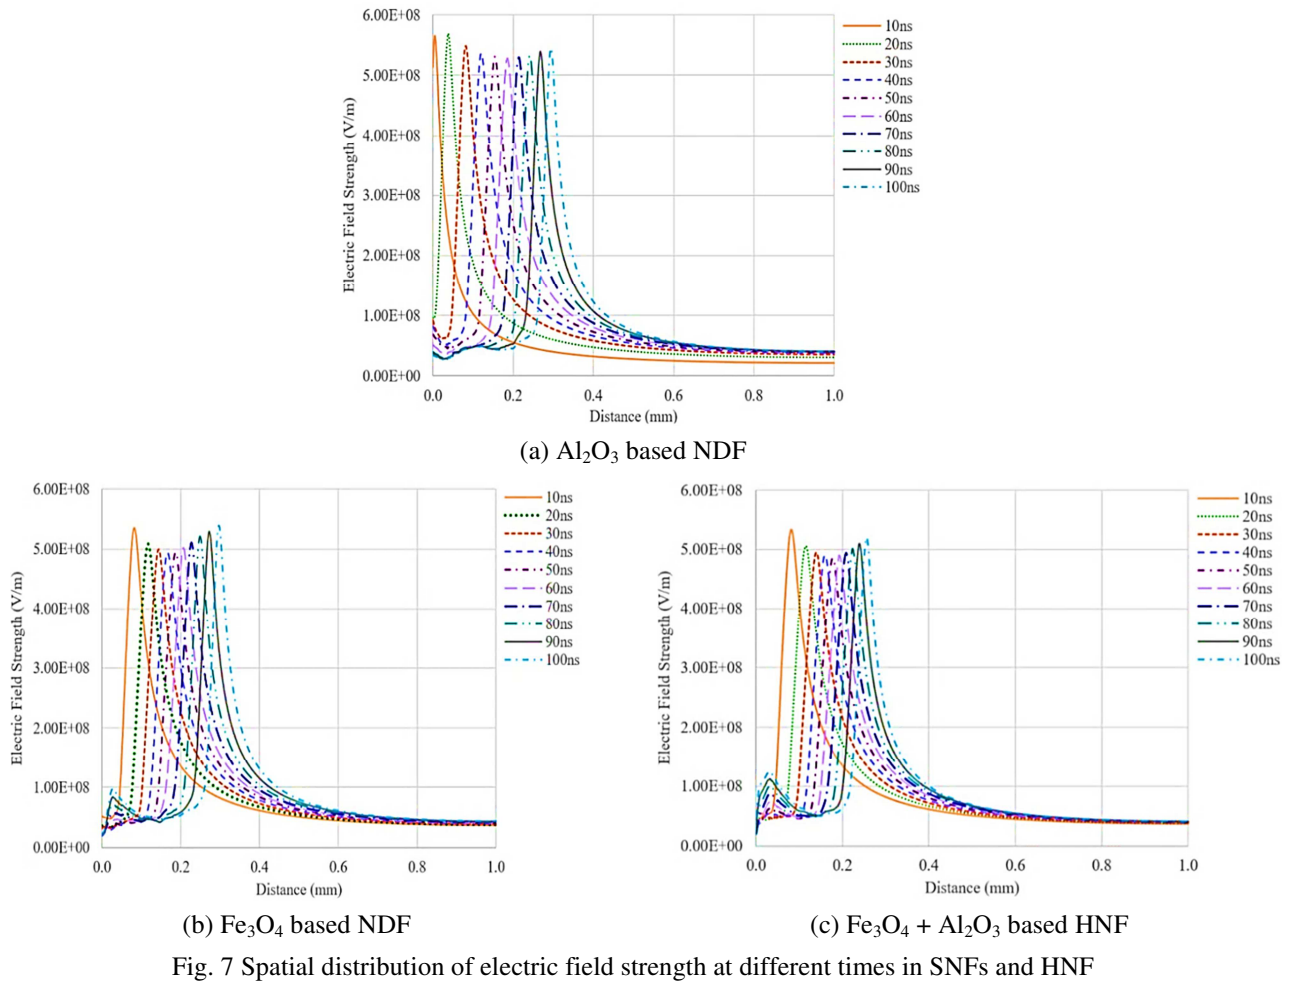 6.00E+08
5.00E+08
4.00E+08
3.00E+08
2.00E+08
1.00E+08
0.00E+00
Electric Field Strength (V/m)
0.0 0.2 0.4 0.6 0.8 1.0
Distance (mm)
10ns
20ns
30ns
40ns
50ns
60ns
70ns
80ns
90ns
100ns
(a) Al₂O₃ based NDF
6.00E+08
5.00E+08
4.00E+08
3.00E+08
2.00E+08
1.00E+08
0.00E+00
Electric Field Strength (V/m)
0.0 0.2 0.4 0.6 0.8 1.0
Distance (mm)
10ns
20ns
30ns
40ns
50ns
60ns
70ns
80ns
90ns
100ns
(b) Fe₃O₄ based NDF
6.00E+08
5.00E+08
4.00E+08
3.00E+08
2.00E+08
1.00E+08
0.00E+00
Electric Field Strength (V/m)
0.0 0.2 0.4 0.6 0.8 1.0
Distance (mm)
10ns
20ns
30ns
40ns
50ns
60ns
70ns
80ns
90ns
100ns
(c) Fe₃O₄ + Al₂O₃ based HNF
Fig. 7 Spatial distribution of electric field strength at different times in SNFs and HNF